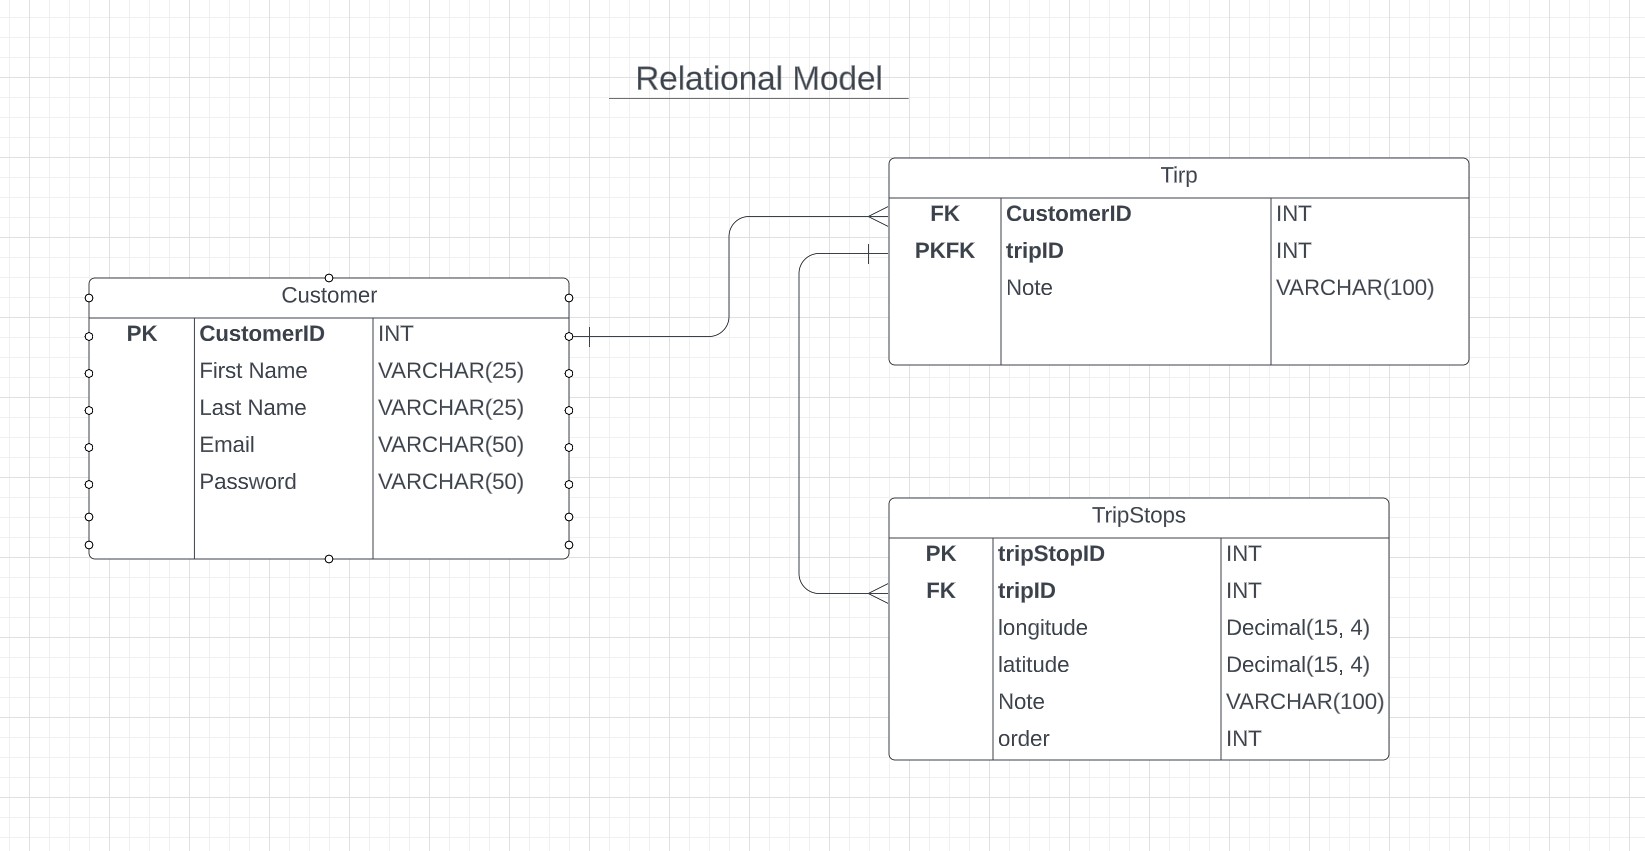 Relational Model
Customer
PK CustomerID INT
First Name VARCHAR(25)
Last Name VARCHAR(25)
Email VARCHAR(50)
Password VARCHAR(50)
Tirp
FK CustomerID INT
PKFK tripID INT
Note VARCHAR(100)
TripStops
PK tripStopID INT
FK tripID INT
longitude Decimal(15, 4)
latitude Decimal(15, 4)
Note VARCHAR(100)
order INT